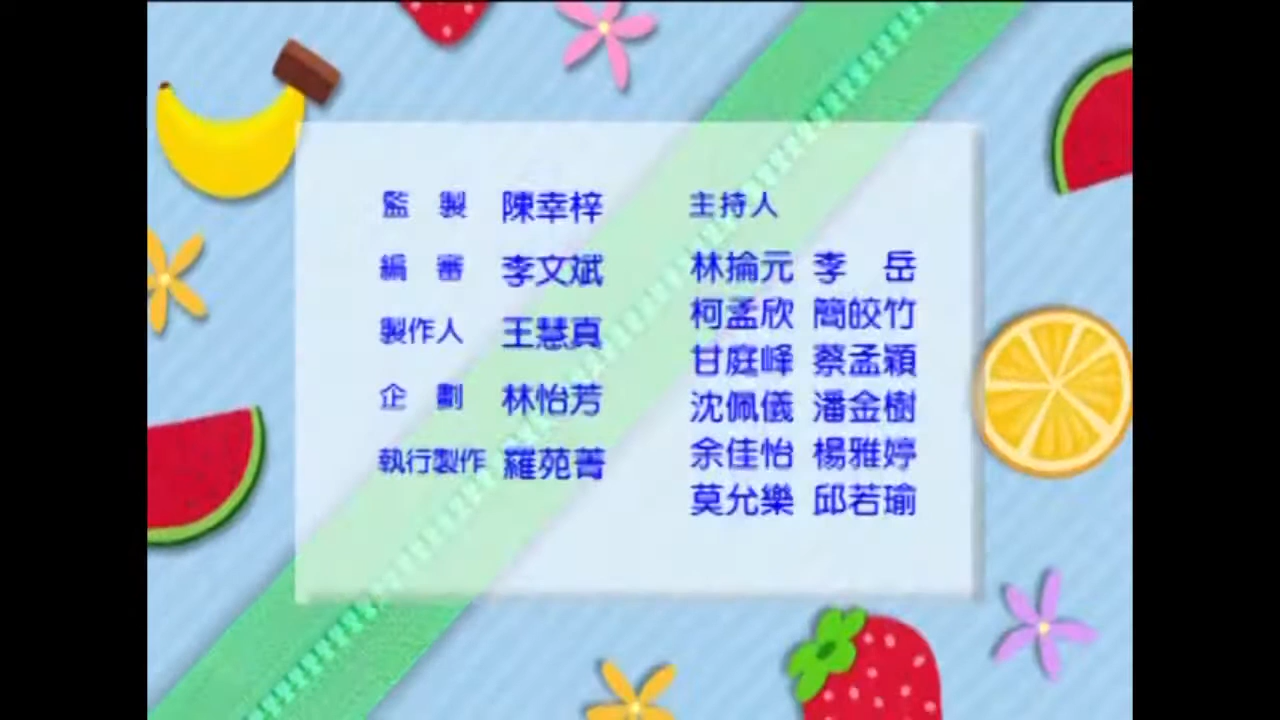 監 製 陳幸梓
編 審 李文斌
製作人 王慧真
企 劃 林怡芳
執行製作 羅苑菁
主持人
林掄元 李 岳
柯孟欣 簡皎竹
甘庭峰 蔡孟穎
沈佩儀 潘金樹
余佳怡 楊雅婷
莫允樂 邱若瑜